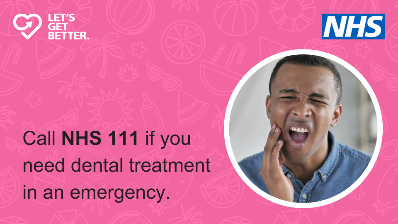 LET'S
GET
BETTER.
NHS
Call NHS 111 if you
need dental treatment
in an emergency.